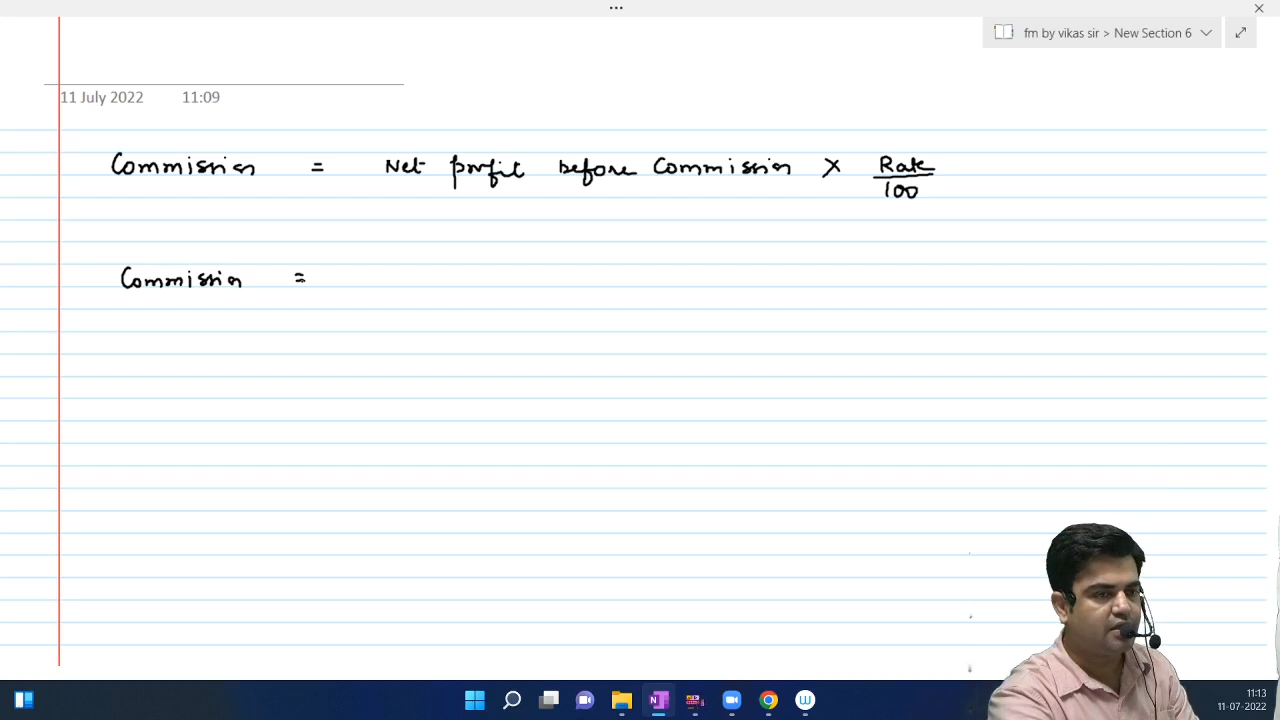 fm by vikas sir > New Section 6
11 July 2022 11:09
Commission = Net profit before Commission × Rate/100
Commission =
11:13
11-07-2022